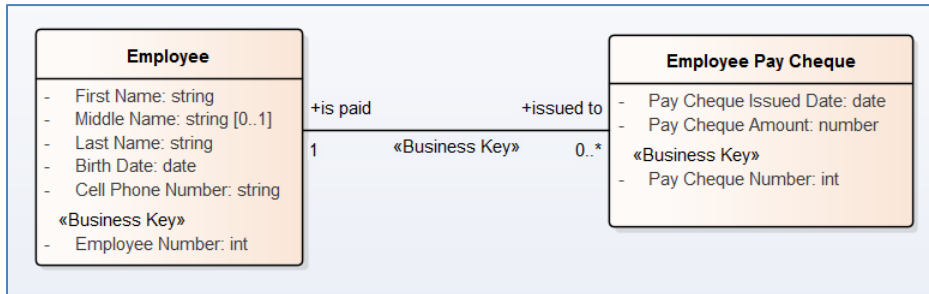 Employee
- First Name: string
- Middle Name: string [0..1]
- Last Name: string
- Birth Date: date
- Cell Phone Number: string
«Business Key»
- Employee Number: int
+is paid
+issued to
1
«Business Key»
0..*
Employee Pay Cheque
- Pay Cheque Issued Date: date
- Pay Cheque Amount: number
«Business Key»
- Pay Cheque Number: int